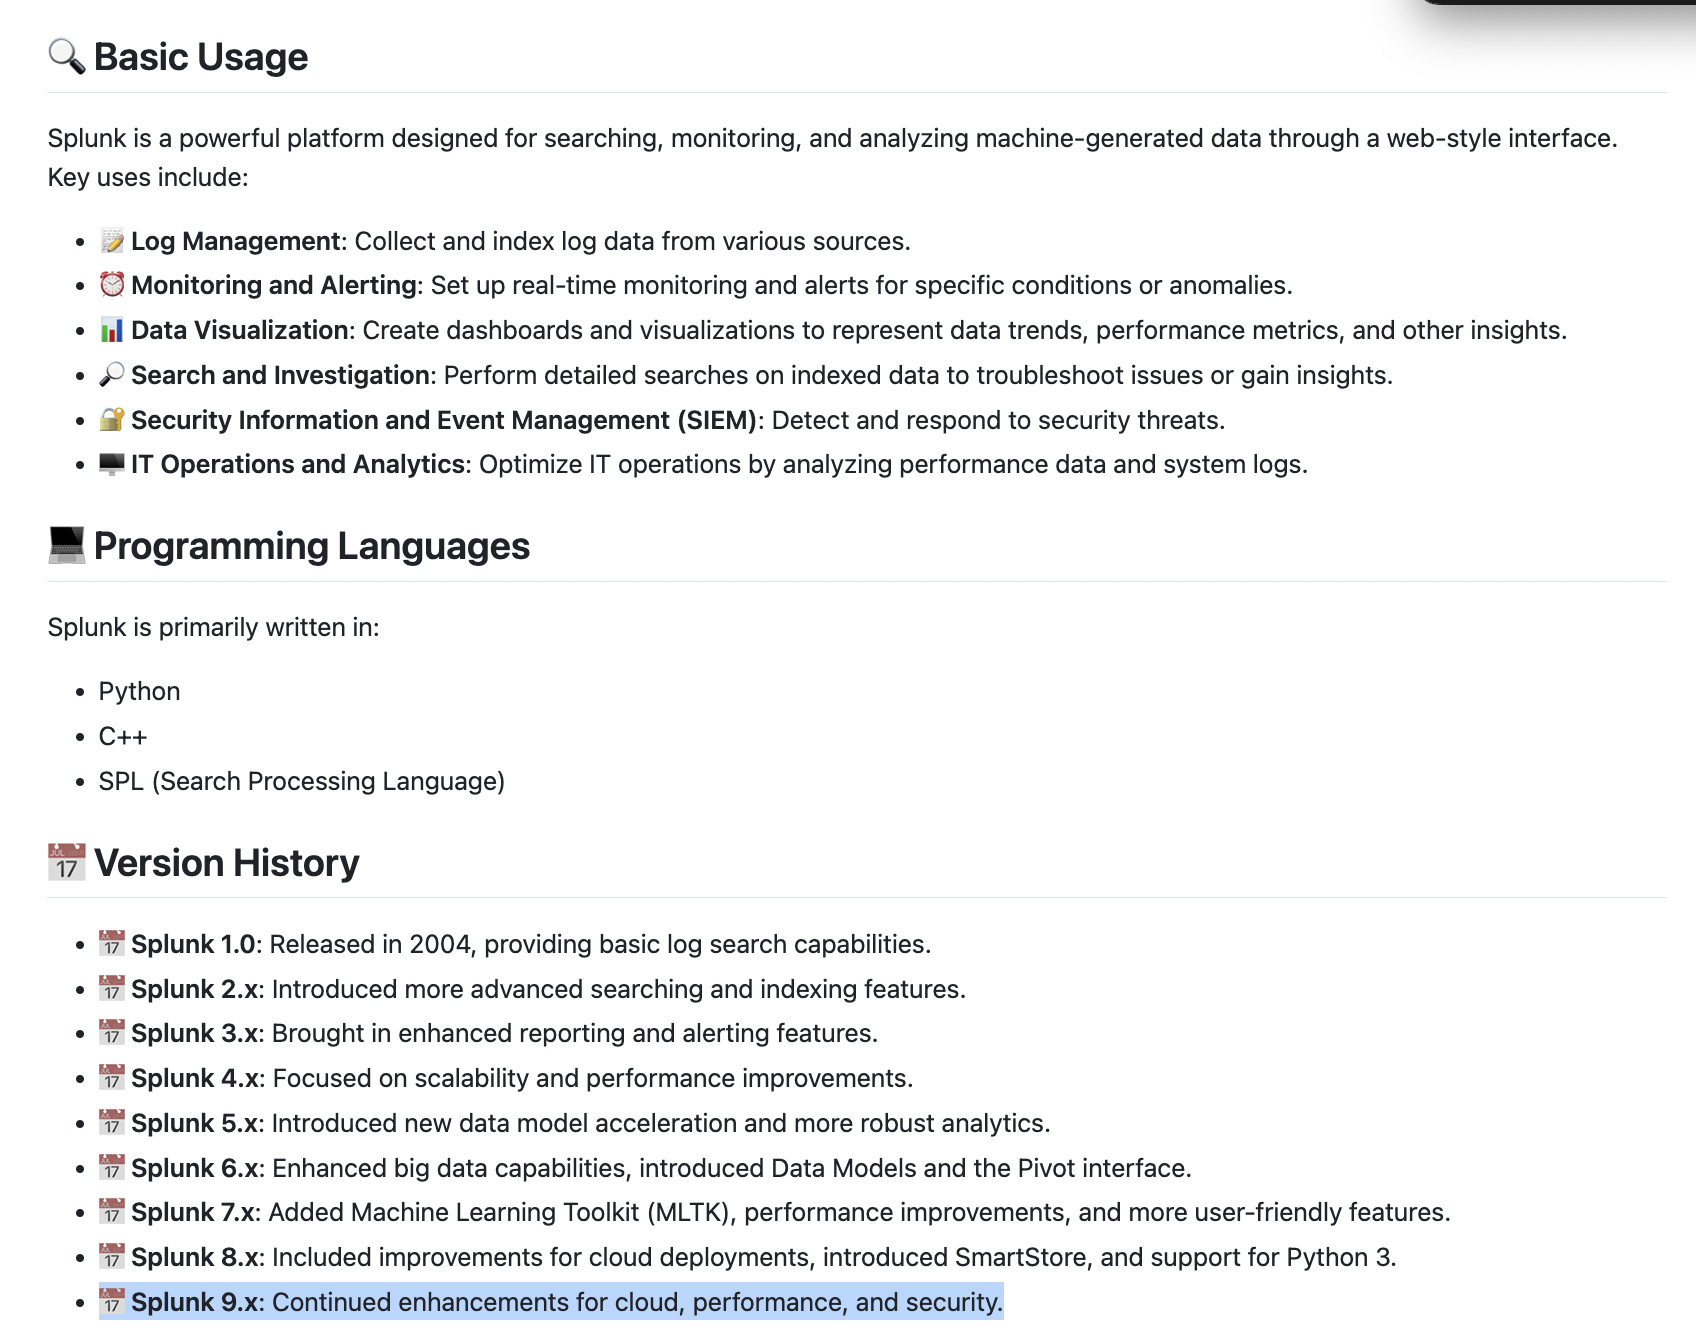 🔍 Basic Usage
Splunk is a powerful platform designed for searching, monitoring, and analyzing machine-generated data through a web-style interface.
Key uses include:
• 📝 Log Management: Collect and index log data from various sources.
• ⏰ Monitoring and Alerting: Set up real-time monitoring and alerts for specific conditions or anomalies.
• 📊 Data Visualization: Create dashboards and visualizations to represent data trends, performance metrics, and other insights.
• 🔎 Search and Investigation: Perform detailed searches on indexed data to troubleshoot issues or gain insights.
• 🔐 Security Information and Event Management (SIEM): Detect and respond to security threats.
• 🖥️ IT Operations and Analytics: Optimize IT operations by analyzing performance data and system logs.
💻 Programming Languages
Splunk is primarily written in:
• Python
• C++
• SPL (Search Processing Language)
📅 Version History
• 📅 Splunk 1.0: Released in 2004, providing basic log search capabilities.
• 📅 Splunk 2.x: Introduced more advanced searching and indexing features.
• 📅 Splunk 3.x: Brought in enhanced reporting and alerting features.
• 📅 Splunk 4.x: Focused on scalability and performance improvements.
• 📅 Splunk 5.x: Introduced new data model acceleration and more robust analytics.
• 📅 Splunk 6.x: Enhanced big data capabilities, introduced Data Models and the Pivot interface.
• 📅 Splunk 7.x: Added Machine Learning Toolkit (MLTK), performance improvements, and more user-friendly features.
• 📅 Splunk 8.x: Included improvements for cloud deployments, introduced SmartStore, and support for Python 3.
• 📅 Splunk 9.x: Continued enhancements for cloud, performance, and security.